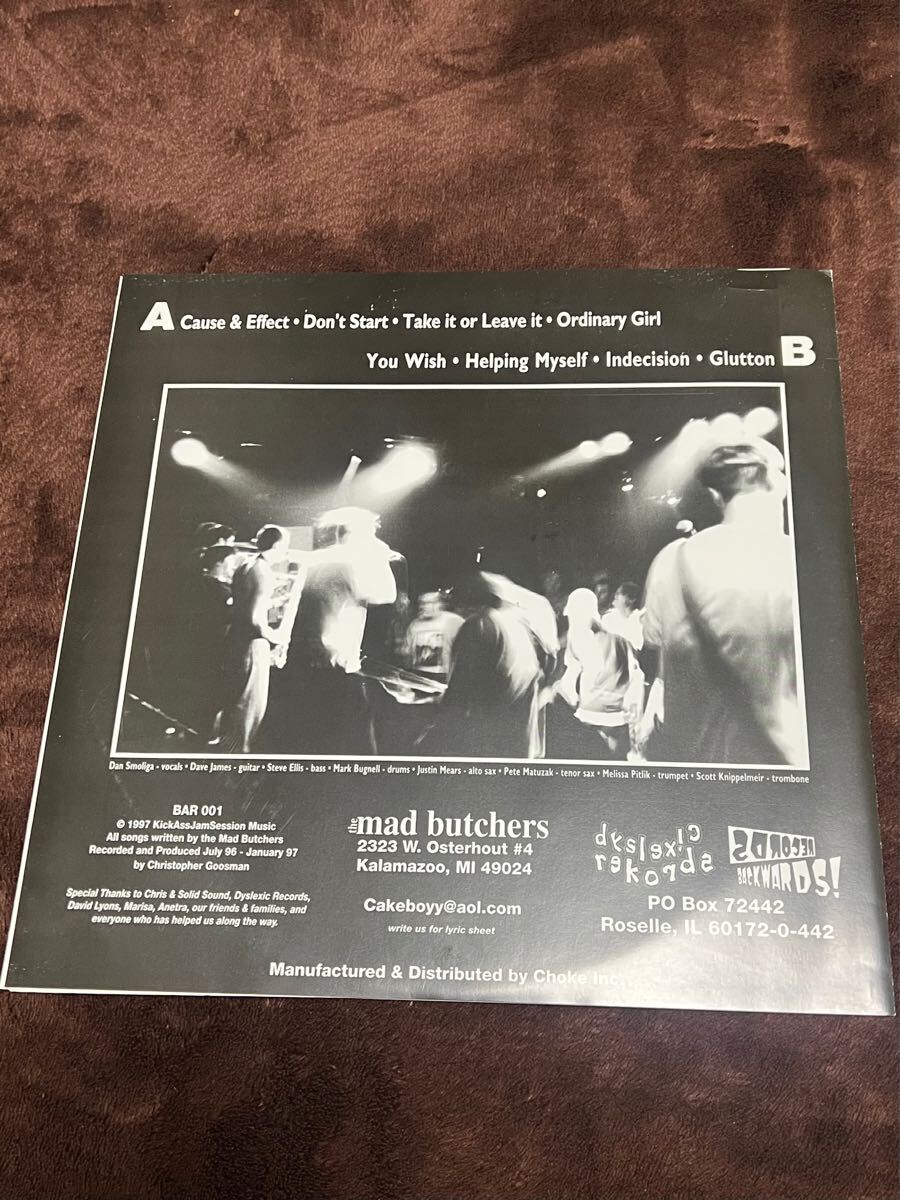 A Cause & Effect • Don't Start • Take it or Leave it • Ordinary Girl
You Wish • Helping Myself • Indecision • Glutton B
Dan Smoliga - vocals • Dave James - guitar • Steve Ellis - bass • Mark Bugnell - drums • Justin Mears - alto sax • Pete Matuzak - tenor sax • Melissa Pitlik - trumpet • Scott Knippelmeir - trombone
BAR 001
© 1997 KickAssJamSession Music
All songs written by the Mad Butchers
Recorded and Produced July 96 - January 97
by Christopher Goosman
Special Thanks to Chris & Solid Sound, Dyslexic Records,
David Lyons, Marisa, Anetra, our friends & families, and
everyone who has helped us along the way.
the mad butchers
2323 W. Osterhout #4
Kalamazoo, MI 49024
Cakeboyy@aol.com
write us for lyric sheet
dyslexic
rekords
RECORDS
BACKWARDS!
PO Box 72442
Roselle, IL 60172-0-442
Manufactured & Distributed by Choke Inc.